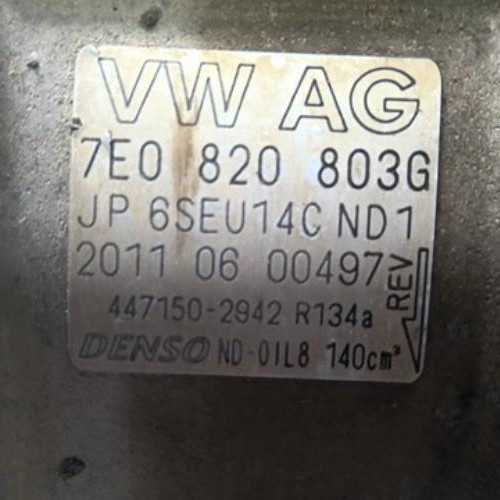 VW AG
7E0 820 803G
JP 6SEU14C ND1
2011 06 00497
REV
447150-2942 R134a
DENSO ND-OIL8 140cm³